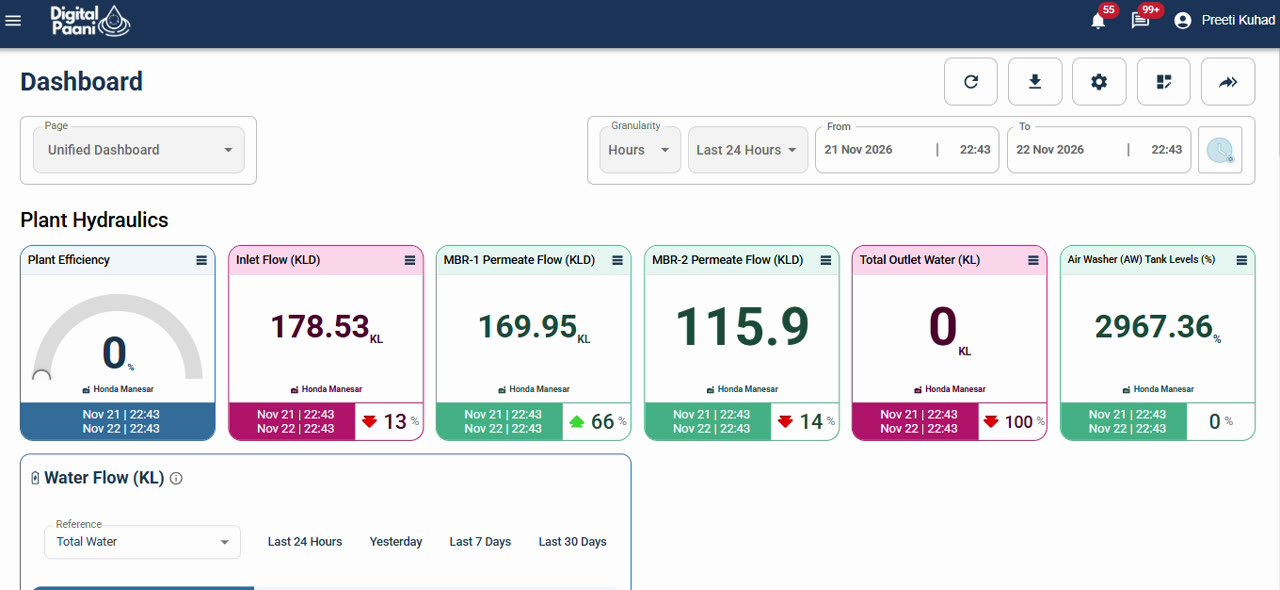 Digital
Paani
55
99+
Preeti Kuhad
Dashboard
Page
Unified Dashboard
Granularity
Hours
Last 24 Hours
From
21 Nov 2026 | 22:43
To
22 Nov 2026 | 22:43
Plant Hydraulics
Plant Efficiency
0%
Honda Manesar
Nov 21 | 22:43
Nov 22 | 22:43
Inlet Flow (KLD)
178.53 KL
Honda Manesar
Nov 21 | 22:43
Nov 22 | 22:43
13 %
MBR-1 Permeate Flow (KLD)
169.95 KL
Honda Manesar
Nov 21 | 22:43
Nov 22 | 22:43
66 %
MBR-2 Permeate Flow (KLD)
115.9
Honda Manesar
Nov 21 | 22:43
Nov 22 | 22:43
14 %
Total Outlet Water (KL)
0 KL
Honda Manesar
Nov 21 | 22:43
Nov 22 | 22:43
100 %
Air Washer (AW) Tank Levels (%)
2967.36 %
Honda Manesar
Nov 21 | 22:43
Nov 22 | 22:43
0 %
Water Flow (KL)
Reference
Total Water
Last 24 Hours
Yesterday
Last 7 Days
Last 30 Days